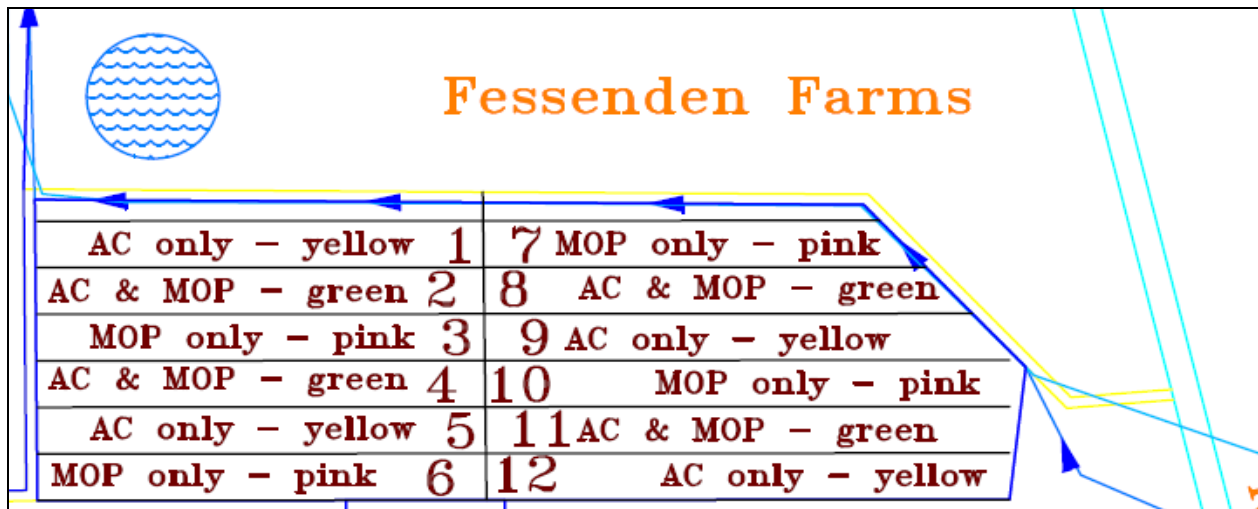 Fessenden Farms
AC only - yellow 1 7 MOP only - pink
AC & MOP - green 2 8 AC & MOP - green
MOP only - pink 3 9 AC only - yellow
AC & MOP - green 4 10 MOP only - pink
AC only - yellow 5 11 AC & MOP - green
MOP only - pink 6 12 AC only - yellow